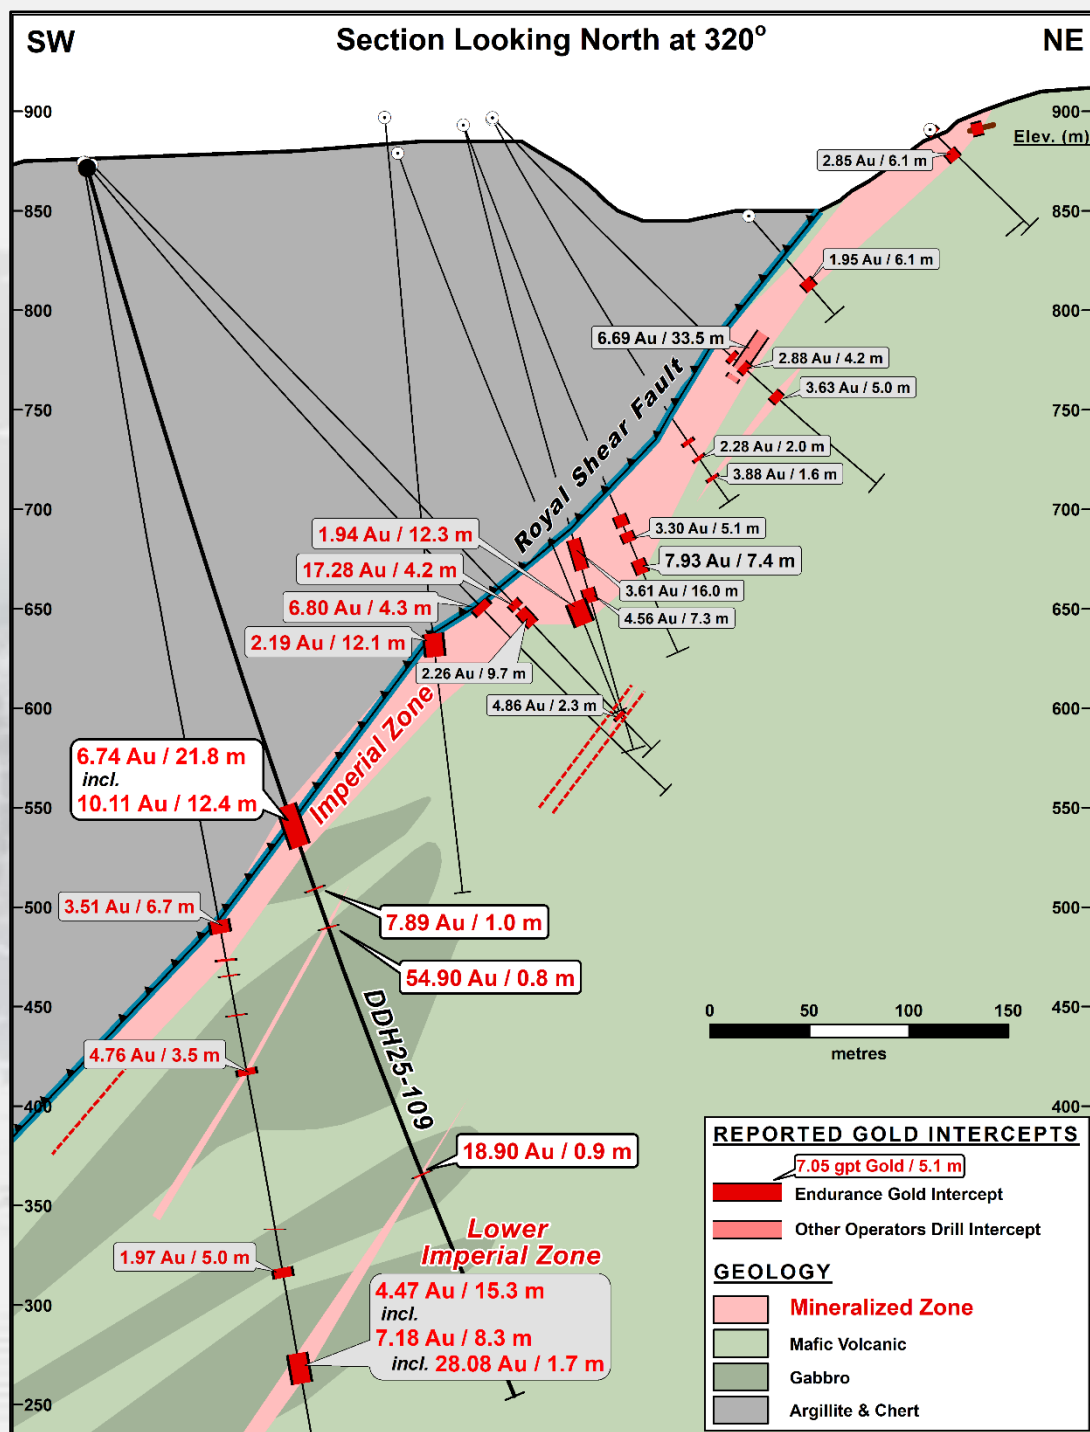 SW
Section Looking North at 320°
NE
900
900
Elev. (m)
2.85 Au / 6.1 m
850
850
1.95 Au / 6.1 m
800
800
6.69 Au / 33.5 m
2.88 Au / 4.2 m
3.63 Au / 5.0 m
750
750
Royal Shear Fault
2.28 Au / 2.0 m
3.88 Au / 1.6 m
700
700
1.94 Au / 12.3 m
3.30 Au / 5.1 m
17.28 Au / 4.2 m
7.93 Au / 7.4 m
3.61 Au / 16.0 m
6.80 Au / 4.3 m
650
650
4.56 Au / 7.3 m
2.19 Au / 12.1 m
2.26 Au / 9.7 m
4.86 Au / 2.3 m
600
600
Imperial Zone
6.74 Au / 21.8 m
incl.
10.11 Au / 12.4 m
550
550
3.51 Au / 6.7 m
500
500
7.89 Au / 1.0 m
54.90 Au / 0.8 m
450
450
0 50 100 150
metres
DDH25-109
4.76 Au / 3.5 m
400
400
18.90 Au / 0.9 m
350
Lower
Imperial Zone
1.97 Au / 5.0 m
300
4.47 Au / 15.3 m
incl.
7.18 Au / 8.3 m
incl. 28.08 Au / 1.7 m
250
REPORTED GOLD INTERCEPTS
7.05 gpt Gold / 5.1 m
Endurance Gold Intercept
Other Operators Drill Intercept
GEOLOGY
Mineralized Zone
Mafic Volcanic
Gabbro
Argillite & Chert